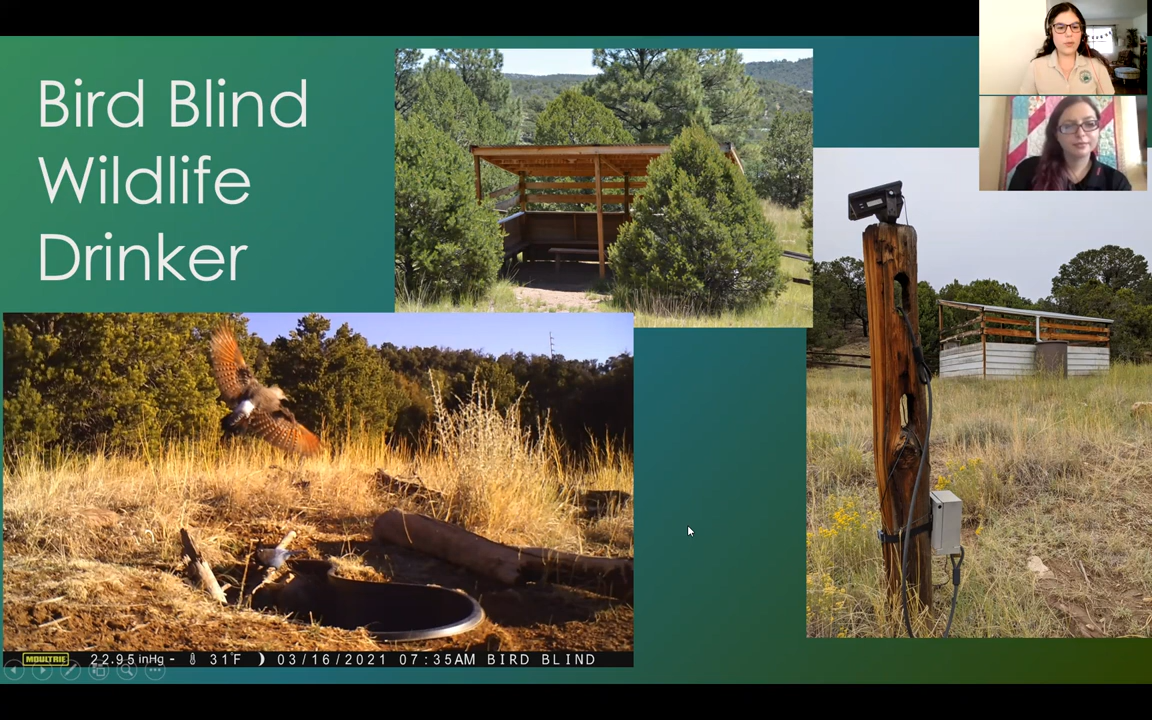 Bird Blind
Wildlife
Drinker
MOULTRIE 22.95 inHg - 31F 03/16/2021 07:35AM BIRD BLIND